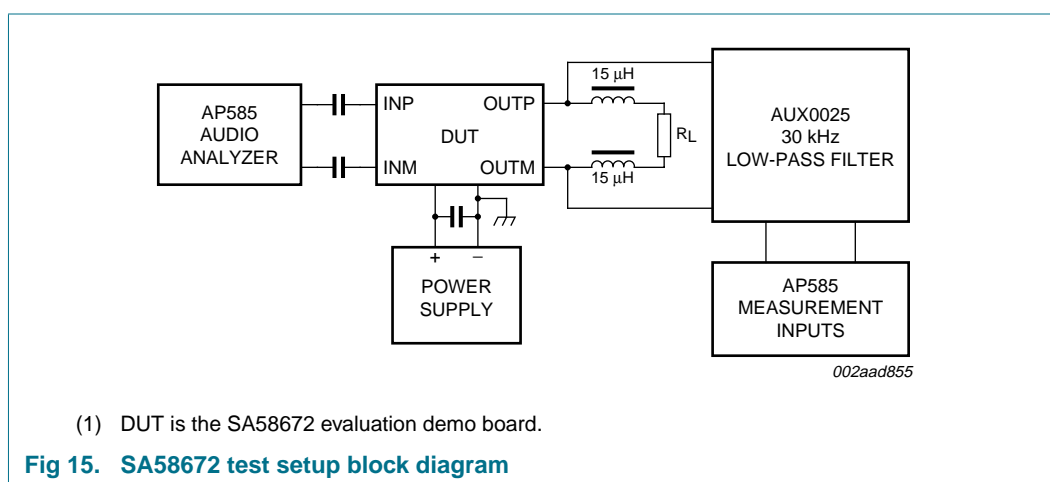 AP585
AUDIO
ANALYZER
INP
INM
DUT
OUTP
OUTM
15 μH
RL
15 μH
AUX0025
30 kHz
LOW-PASS FILTER
+ −
POWER
SUPPLY
AP585
MEASUREMENT
INPUTS
002aad855
(1) DUT is the SA58672 evaluation demo board.
Fig 15. SA58672 test setup block diagram